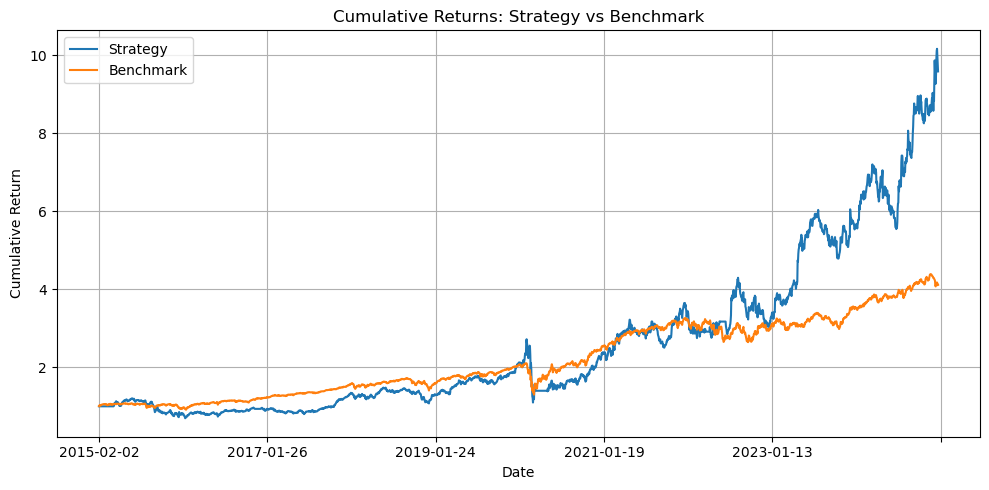 Cumulative Returns: Strategy vs Benchmark
Strategy
Benchmark
Cumulative Return
10
8
6
4
2
2015-02-02
2017-01-26
2019-01-24
2021-01-19
2023-01-13
Date